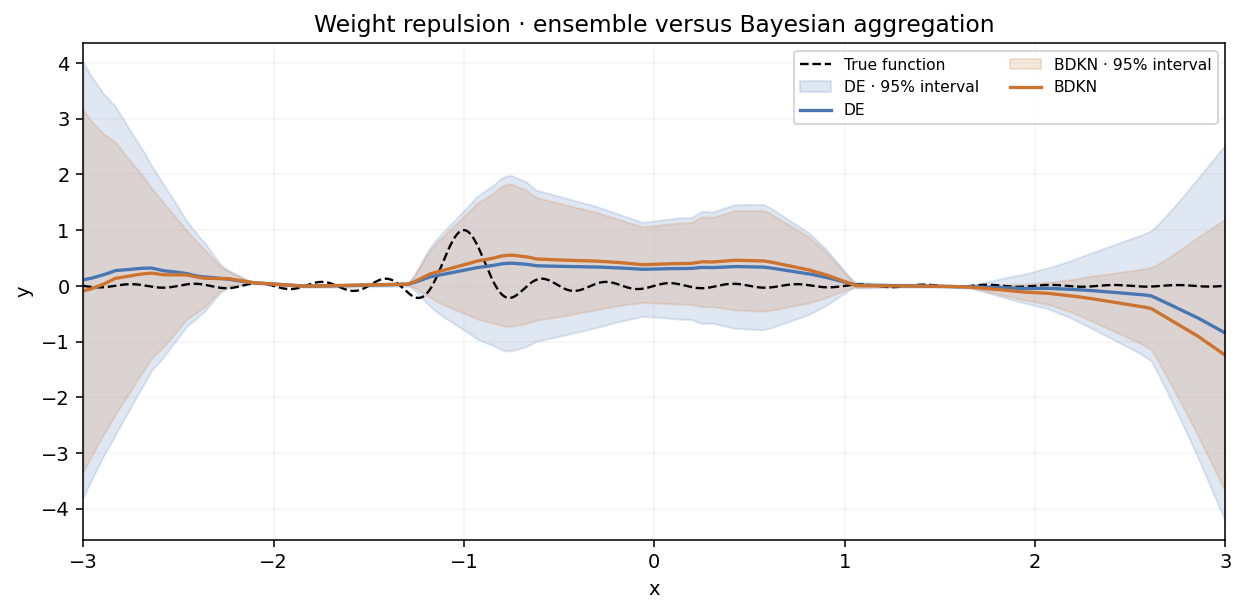 Weight repulsion · ensemble versus Bayesian aggregation
True function
DE · 95% interval
DE
BDKN · 95% interval
BDKN
4
3
2
1
0
−1
−2
−3
−4
y
−3 −2 −1 0 1 2 3
x